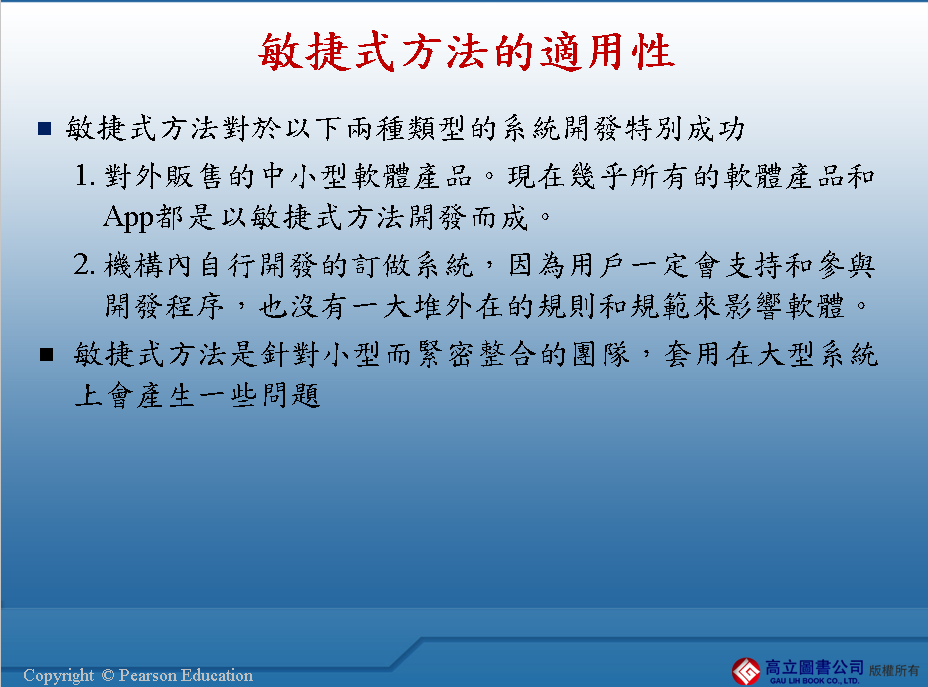 敏捷式方法的適用性
■ 敏捷式方法對於以下兩種類型的系統開發特別成功
1. 對外販售的中小型軟體產品。現在幾乎所有的軟體產品和
App都是以敏捷式方法開發而成。
2. 機構內自行開發的訂做系統，因為用戶一定會支持和參與
開發程序，也沒有一大堆外在的規則和規範來影響軟體。
■ 敏捷式方法是針對小型而緊密整合的團隊，套用在大型系統
上會產生一些問題
Copyright © Pearson Education
高立圖書公司 版權所有
GAU LIH BOOK CO., LTD.